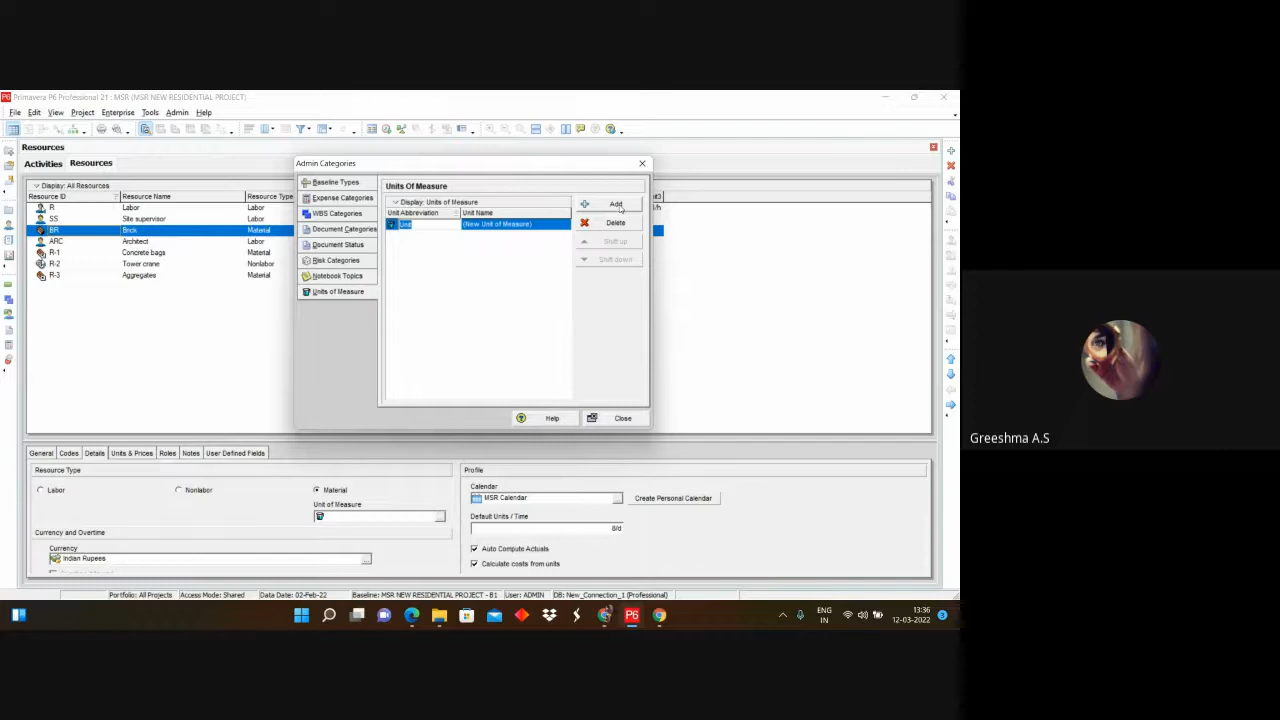 Primavera P6 Professional 21 : MSR (MSR NEW RESIDENTIAL PROJECT)
File Edit View Project Enterprise Tools Admin Help
Resources
Activities Resources
Display: All Resources
Resource ID Resource Name Resource Type
R Labor Labor
SS Site supervisor Labor
BR Brick Material
ARC Architect Labor
R-1 Concrete bags Material
R-2 Tower crane Nonlabor
R-3 Aggregates Material
Admin Categories
Baseline Types
Expense Categories
WBS Categories
Document Categories
Document Status
Risk Categories
Notebook Topics
Units of Measure
Units Of Measure
Display: Units of Measure
Unit Abbreviation Unit Name
Unit (New Unit of Measure)
Add
Delete
Shift up
Shift down
Help Close
General Codes Details Units & Prices Roles Notes User Defined Fields
Resource Type
Labor Nonlabor Material
Unit of Measure
Currency and Overtime
Currency
Indian Rupees
Profile
Calendar
MSR Calendar ... Create Personal Calendar
Default Units / Time
8/d
Auto Compute Actuals
Calculate costs from units
Portfolio: All Projects Access Mode: Shared Data Date: 02-Feb-22 Baseline: MSR NEW RESIDENTIAL PROJECT - B1 User: ADMIN DB: New_Connection_1 (Professional)
ENG
IN
13:36
12-03-2022
Greeshma A.S